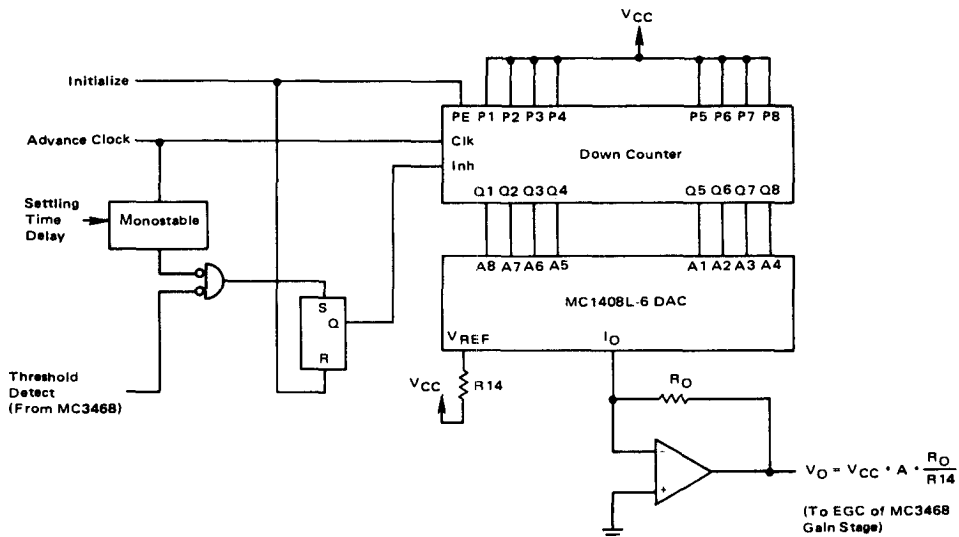 VCC
Initialize
PE P1 P2 P3 P4 P5 P6 P7 P8
Advance Clock
Clk
Down Counter
Inh
Settling
Time
Delay
Monostable
Q1 Q2 Q3 Q4 Q5 Q6 Q7 Q8
A8 A7 A6 A5 A1 A2 A3 A4
MC1408L-6 DAC
S
Q
R
VREF
IO
Threshold
Detect
(From MC3468)
VCC
R14
RO
-
+
VO = VCC • A • RO/R14
(To EGC of MC3468
Gain Stage)